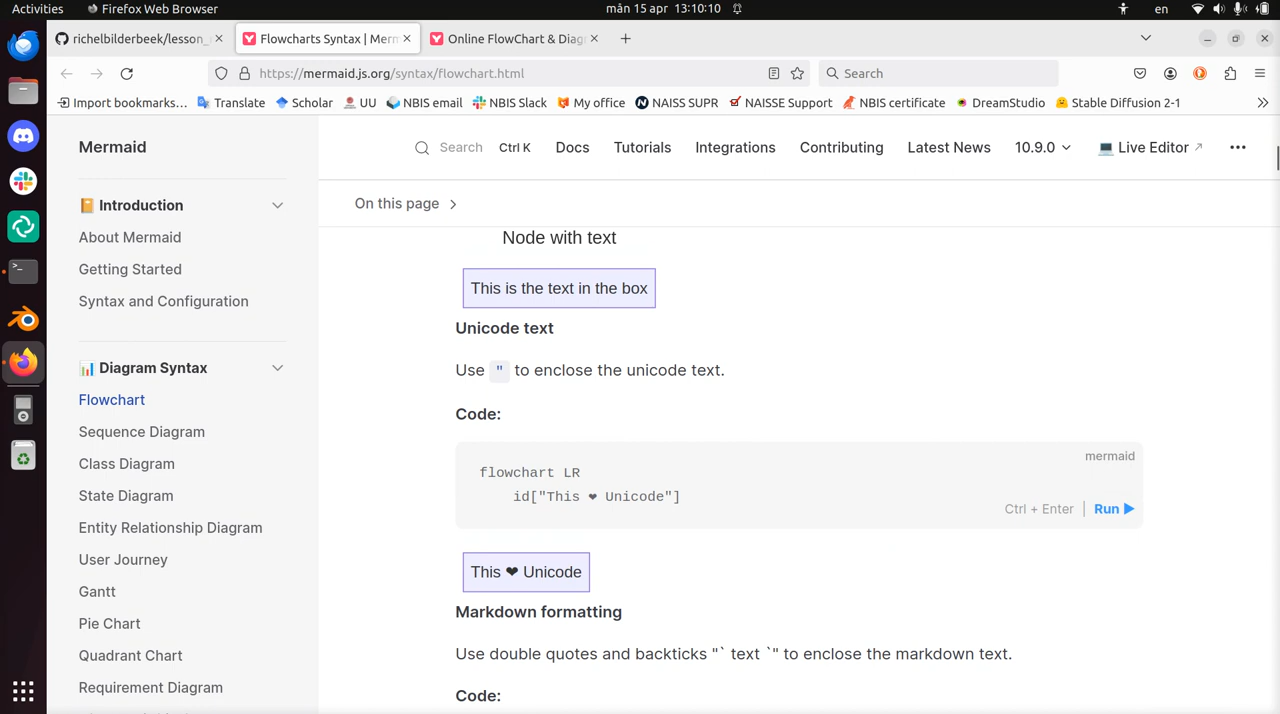 Activities Firefox Web Browser mån 15 apr 13:10:10 en
richelbilderbeek/lesson_ Flowcharts Syntax | Merm Online FlowChart & Diag
https://mermaid.js.org/syntax/flowchart.html Search
Import bookmarks... Translate Scholar UU NBIS email NBIS Slack My office NAISS SUPR NAISSE Support NBIS certificate DreamStudio Stable Diffusion 2-1
Mermaid Search Ctrl K Docs Tutorials Integrations Contributing Latest News 10.9.0 Live Editor
On this page
Introduction
About Mermaid
Getting Started
Syntax and Configuration
Diagram Syntax
Flowchart
Sequence Diagram
Class Diagram
State Diagram
Entity Relationship Diagram
User Journey
Gantt
Pie Chart
Quadrant Chart
Requirement Diagram
Node with text
This is the text in the box
Unicode text
Use " to enclose the unicode text.
Code:
mermaid
flowchart LR
id["This ❤ Unicode"]
Ctrl + Enter | Run ▶
This ❤ Unicode
Markdown formatting
Use double quotes and backticks "` text `" to enclose the markdown text.
Code: